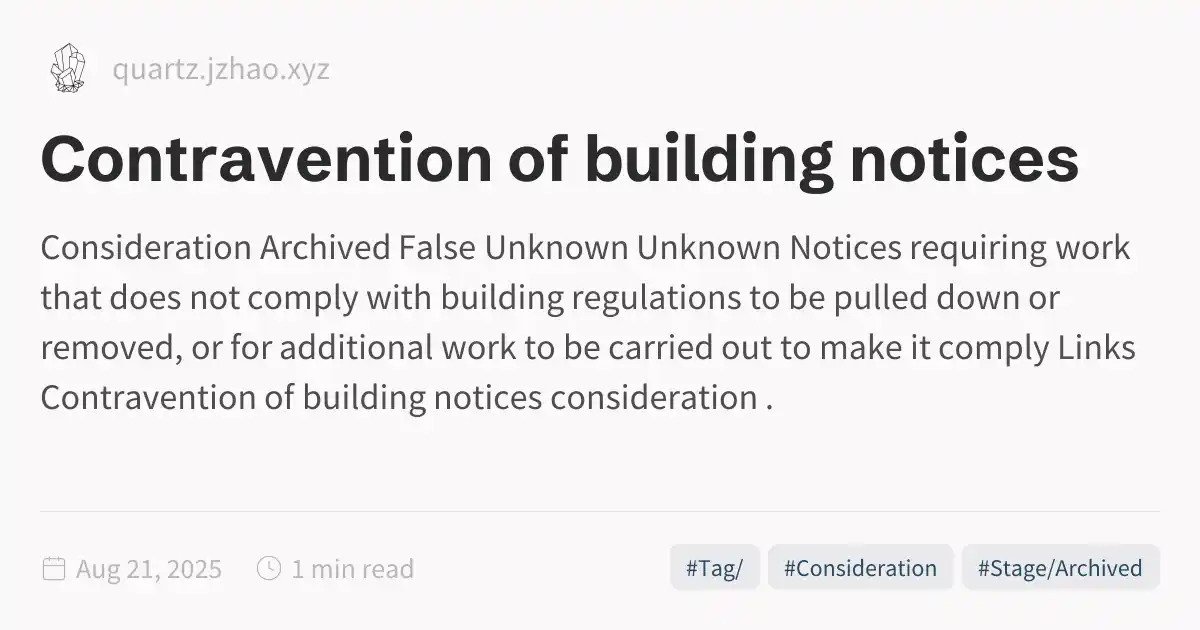 quartz.jzhao.xyz
Contravention of building notices
Consideration Archived False Unknown Unknown Notices requiring work
that does not comply with building regulations to be pulled down or
removed, or for additional work to be carried out to make it comply Links
Contravention of building notices consideration .
Aug 21, 2025 1 min read #Tag/ #Consideration #Stage/Archived